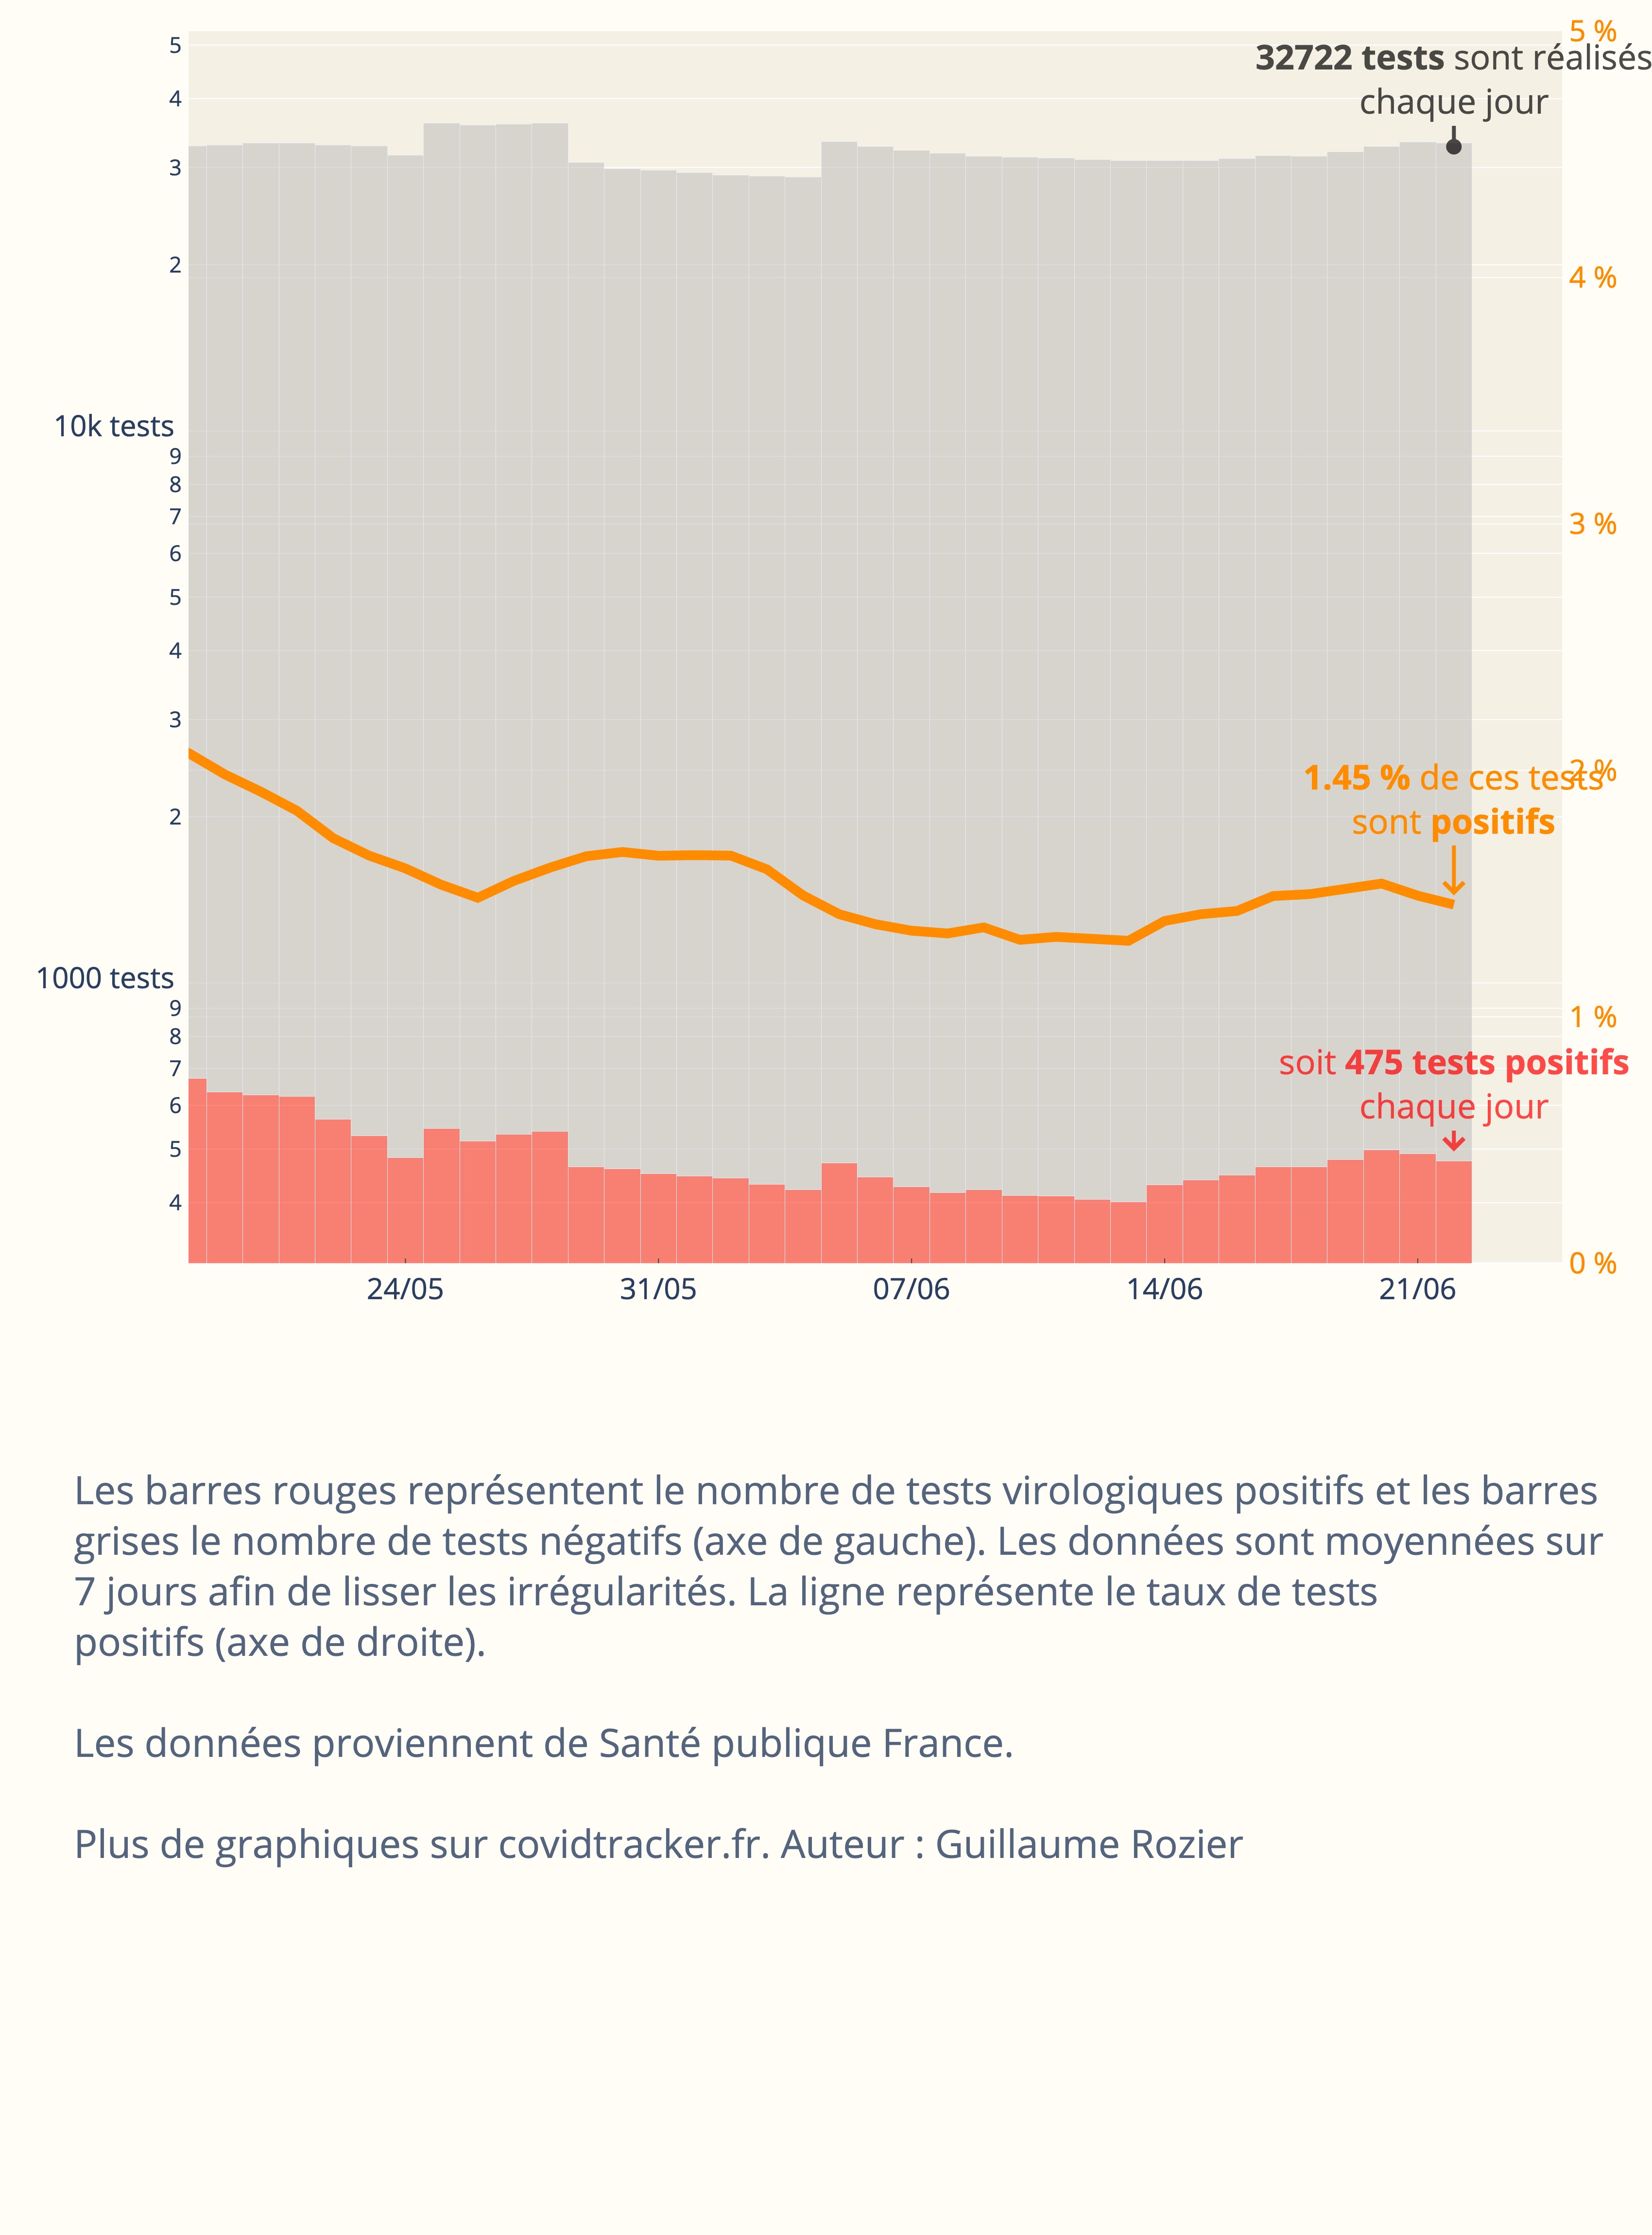 5
4
3
2
10k tests
9
8
7
6
5
4
3
2
1000 tests
9
8
7
6
5
4
5 %
4 %
3 %
2 %
1 %
0 %
32722 tests sont réalisés
chaque jour
1.45 % de ces tests
sont positifs
soit 475 tests positifs
chaque jour
24/05
31/05
07/06
14/06
21/06
Les barres rouges représentent le nombre de tests virologiques positifs et les barres
grises le nombre de tests négatifs (axe de gauche). Les données sont moyennées sur
7 jours afin de lisser les irrégularités. La ligne représente le taux de tests
positifs (axe de droite).
Les données proviennent de Santé publique France.
Plus de graphiques sur covidtracker.fr. Auteur : Guillaume Rozier